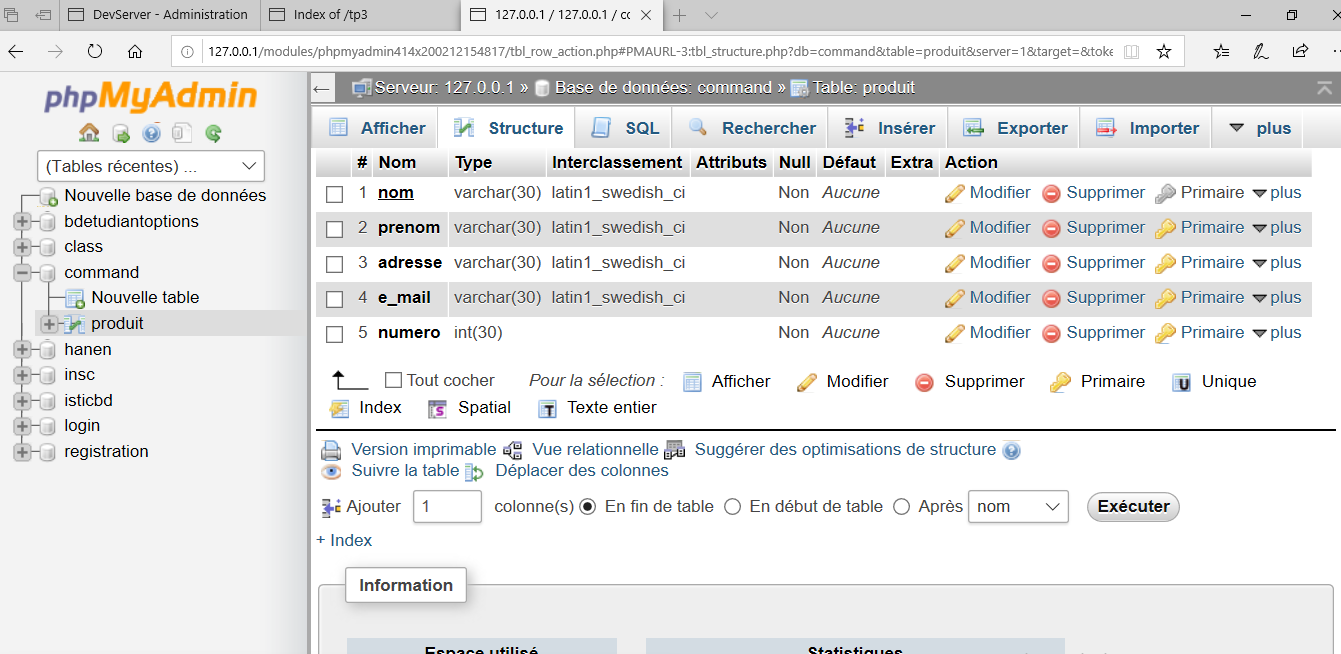 DevServer - Administration
Index of /tp3
127.0.0.1 / 127.0.0.1 / cc
127.0.0.1/modules/phpmyadmin414x200212154817/tbl_row_action.php#PMAURL-3:tbl_structure.php?db=command&table=produit&server=1&target=&toke
phpMyAdmin
(Tables récentes) ...
Nouvelle base de données
bdetudiantoptions
class
command
Nouvelle table
produit
hanen
insc
isticbd
login
registration
Serveur: 127.0.0.1 » Base de données: command » Table: produit
Afficher Structure SQL Rechercher Insérer Exporter Importer plus
# Nom Type Interclassement Attributs Null Défaut Extra Action
1 nom varchar(30) latin1_swedish_ci Non Aucune Modifier Supprimer Primaire plus
2 prenom varchar(30) latin1_swedish_ci Non Aucune Modifier Supprimer Primaire plus
3 adresse varchar(30) latin1_swedish_ci Non Aucune Modifier Supprimer Primaire plus
4 e_mail varchar(30) latin1_swedish_ci Non Aucune Modifier Supprimer Primaire plus
5 numero int(30) Non Aucune Modifier Supprimer Primaire plus
Tout cocher Pour la sélection : Afficher Modifier Supprimer Primaire Unique
Index Spatial Texte entier
Version imprimable Vue relationnelle Suggérer des optimisations de structure
Suivre la table Déplacer des colonnes
Ajouter 1 colonne(s) En fin de table En début de table Après nom Exécuter
+ Index
Information
Espace utilisé Statistiques